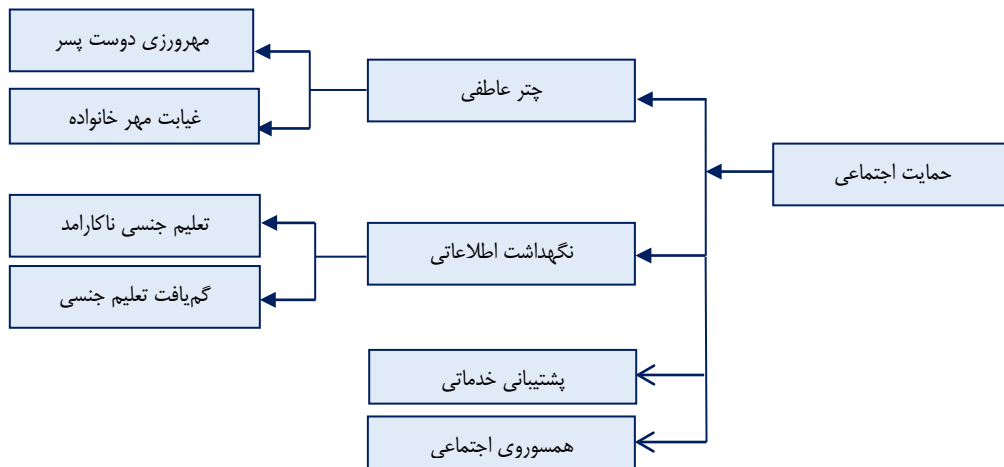 حمایت اجتماعی
چتر عاطفی
مهرورزی دوست پسر
غیابت مهر خانواده
نگهداشت اطلاعاتی
تعلیم جنسی ناکارامد
گم‌یافت تعلیم جنسی
پشتیبانی خدماتی
همسوروی اجتماعی